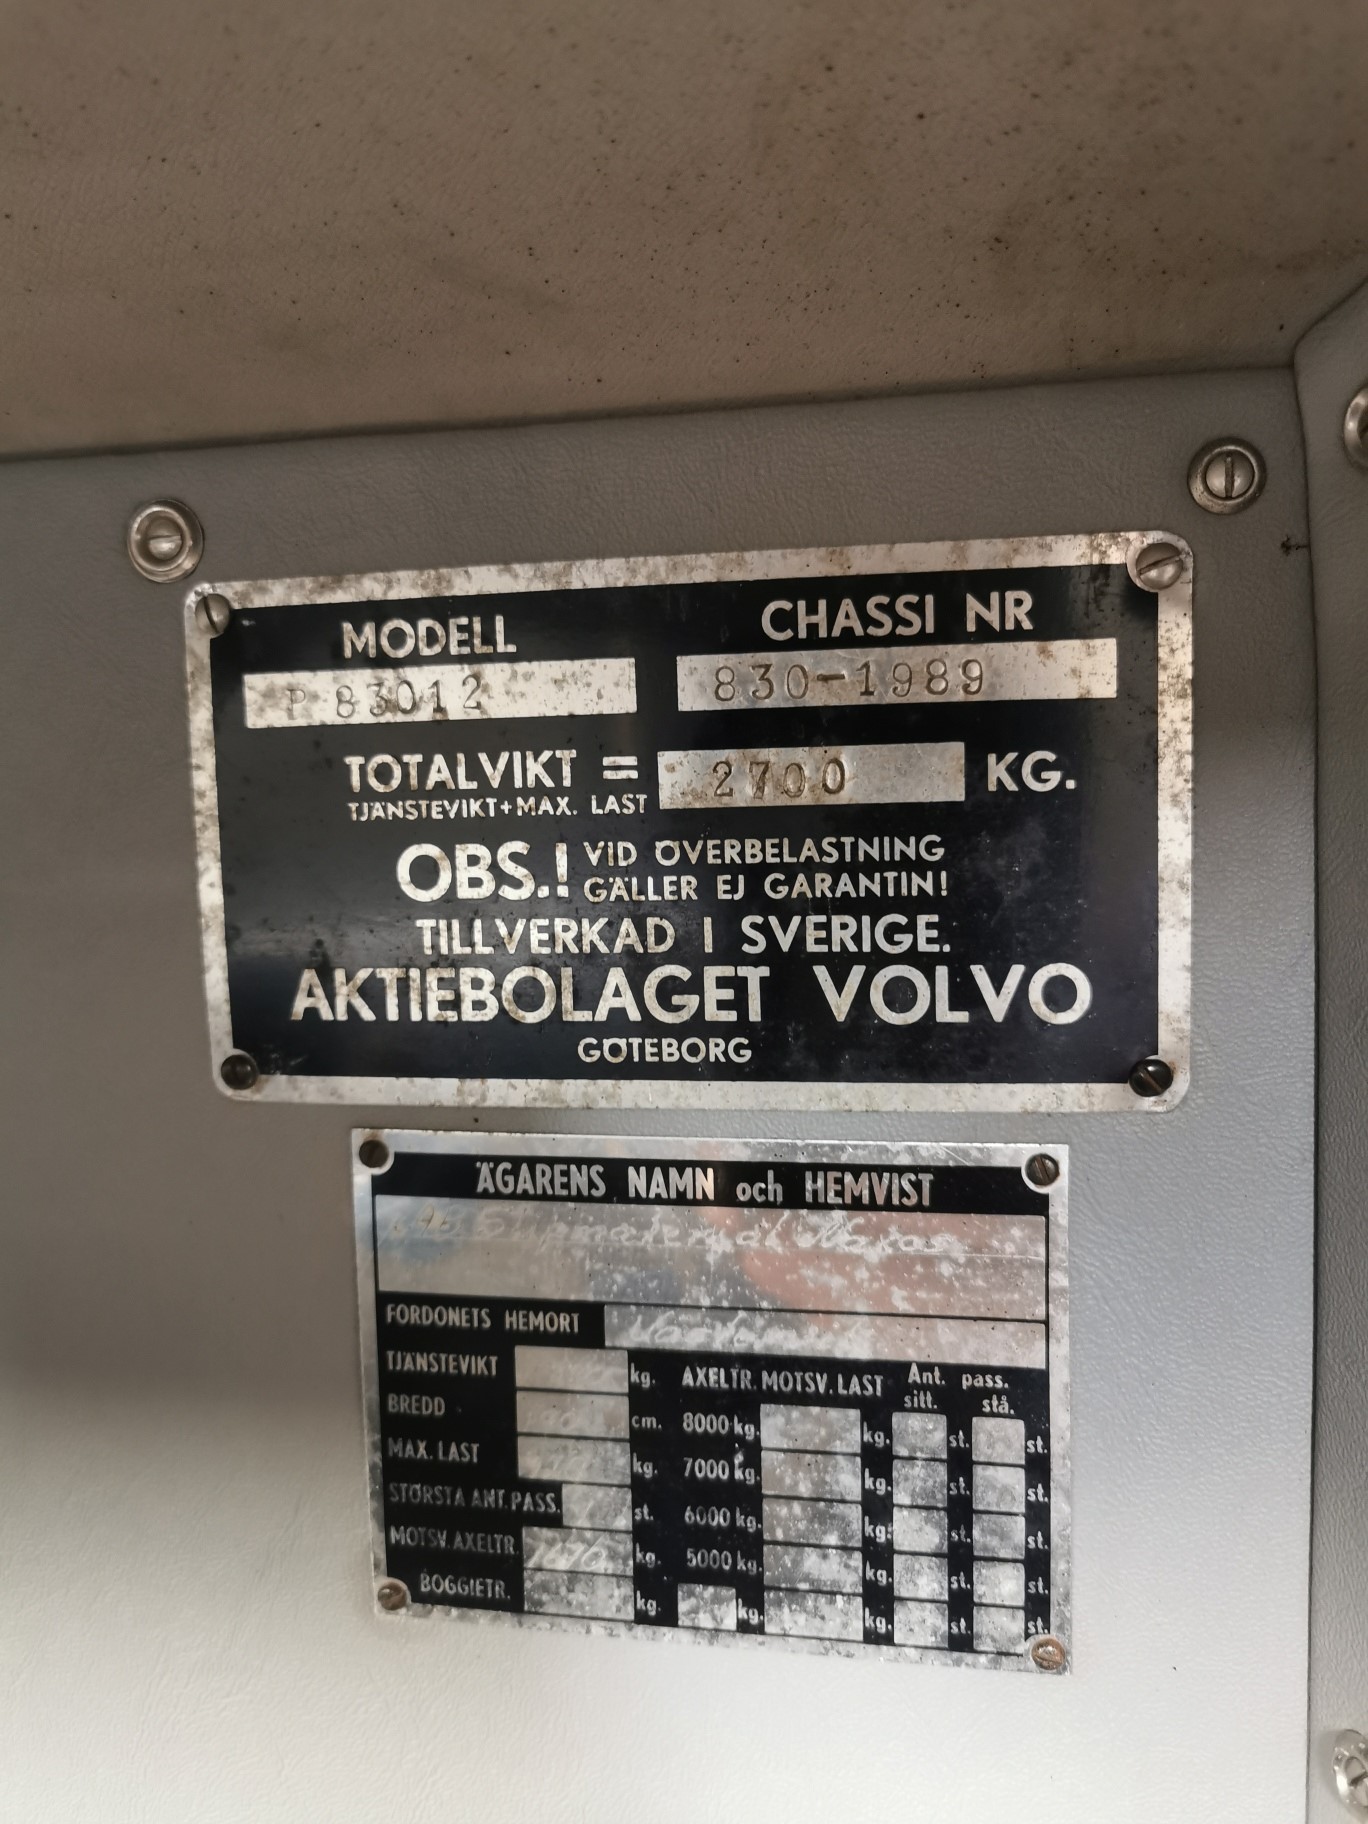 MODELL CHASSI NR
P 83012 830-1989
TOTALVIKT = 2700 KG.
TJÄNSTEVIKT+MAX. LAST
OBS.! VID ÖVERBELASTNING
GÄLLER EJ GARANTIN!
TILLVERKAD I SVERIGE.
AKTIEBOLAGET VOLVO
GÖTEBORG
ÄGARENS NAMN och HEMVIST
FORDONETS HEMORT
TJÄNSTEVIKT kg. AXELTR. MOTSV. LAST Ant. pass.
sitt. stå.
BREDD cm. 8000 kg. kg. st. st.
MAX. LAST kg. 7000 kg. kg. st. st.
STÖRSTA ANT. PASS. st. 6000 kg. kg. st. st.
MOTSV. AXELTR. kg. 5000 kg. kg. st. st.
BOGGIETR. kg. kg. kg. st. st.